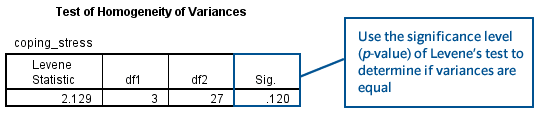 Test of Homogeneity of Variances
coping_stress
Levene
Statistic df1 df2 Sig.
2.129 3 27 .120
Use the significance level
(p-value) of Levene's test to
determine if variances are
equal